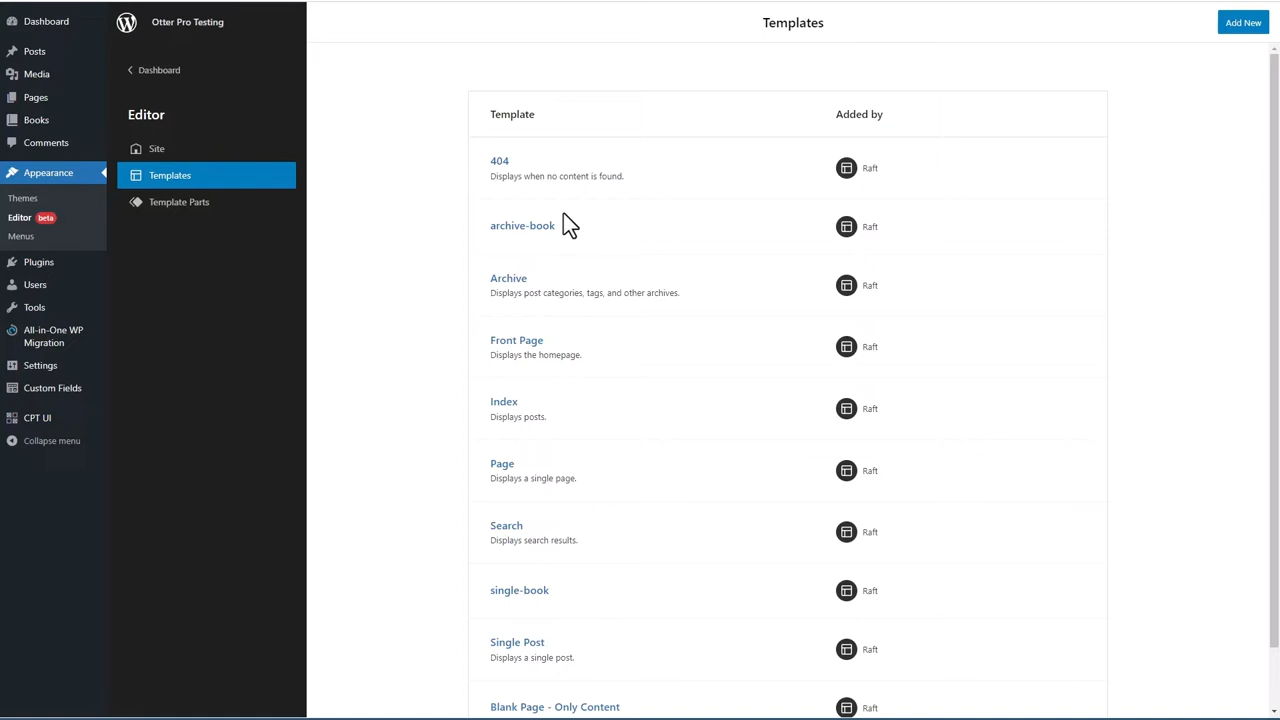 Dashboard
Posts
Media
Pages
Books
Comments
Appearance
Themes
Editor beta
Menus
Plugins
Users
Tools
All-in-One WP
Migration
Settings
Custom Fields
CPT UI
Collapse menu
Otter Pro Testing
Dashboard
Editor
Site
Templates
Template Parts
Templates
Add New
Template Added by
404
Displays when no content is found.
Raft
archive-book
Raft
Archive
Displays post categories, tags, and other archives.
Raft
Front Page
Displays the homepage.
Raft
Index
Displays posts.
Raft
Page
Displays a single page.
Raft
Search
Displays search results.
Raft
single-book
Raft
Single Post
Displays a single post.
Raft
Blank Page - Only Content
Raft